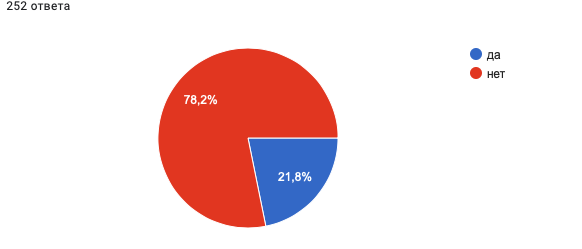 252 ответа
да
нет
78,2%
21,8%